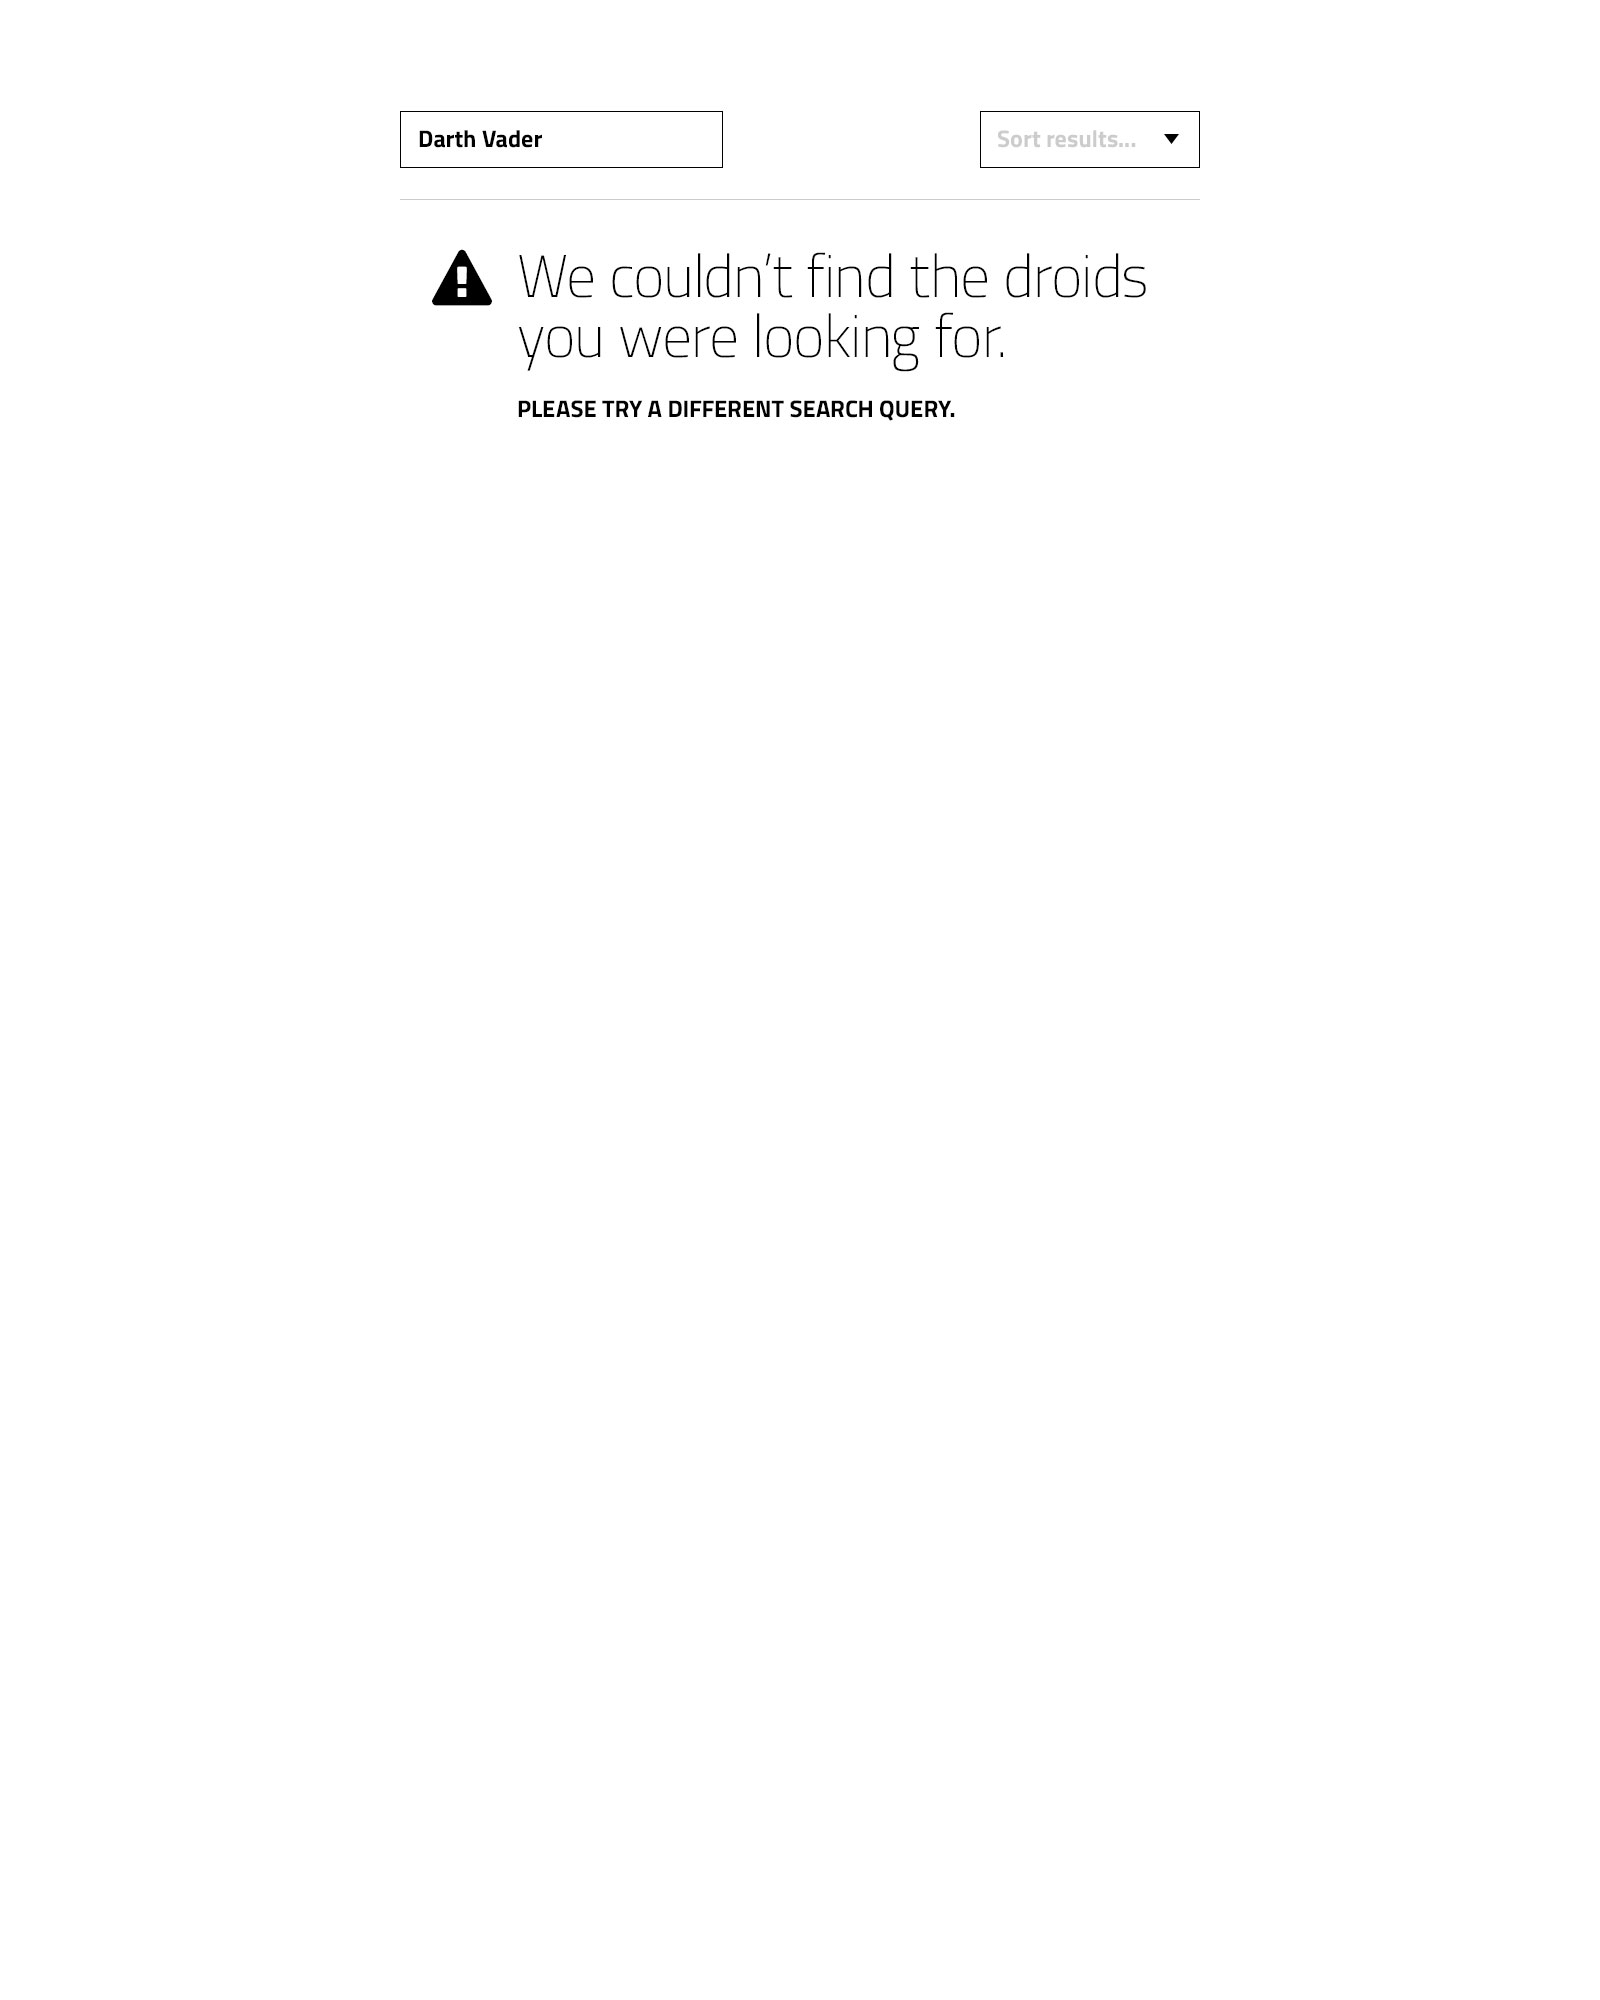 Darth Vader
Sort results...
We couldn’t find the droids
you were looking for.
PLEASE TRY A DIFFERENT SEARCH QUERY.